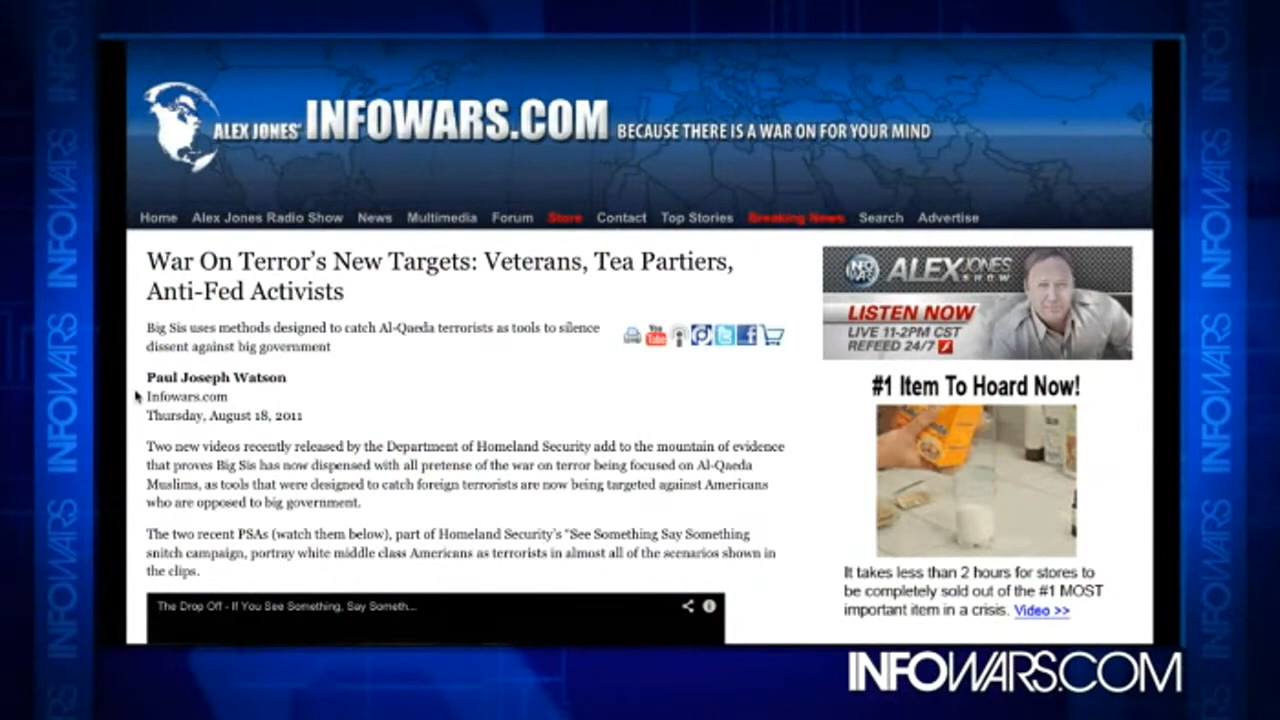 ALEX JONES' INFOWARS.COM BECAUSE THERE IS A WAR ON FOR YOUR MIND
Home Alex Jones Radio Show News Multimedia Forum Store Contact Top Stories Breaking News Search Advertise
War On Terror's New Targets: Veterans, Tea Partiers,
Anti-Fed Activists
Big Sis uses methods designed to catch Al-Qaeda terrorists as tools to silence
dissent against big government
You Tube
Paul Joseph Watson
Infowars.com
Thursday, August 18, 2011
Two new videos recently released by the Department of Homeland Security add to the mountain of evidence
that proves Big Sis has now dispensed with all pretense of the war on terror being focused on Al-Qaeda
Muslims, as tools that were designed to catch foreign terrorists are now being targeted against Americans
who are opposed to big government.
The two recent PSAs (watch them below), part of Homeland Security's "See Something Say Something
snitch campaign, portray white middle class Americans as terrorists in almost all of the scenarios shown in
the clips.
The Drop Off - If You See Something, Say Someth...
INFO WARS ALEX JONES SHOW
LISTEN NOW
LIVE 11-2PM CST
REFEED 24/7
#1 Item To Hoard Now!
It takes less than 2 hours for stores to
be completely sold out of the #1 MOST
important item in a crisis. Video >>
INFOWARS.COM
INFOWARS
INFOWARS
INFOWARS
INFOWARS
INFOWARS
INFOWARS